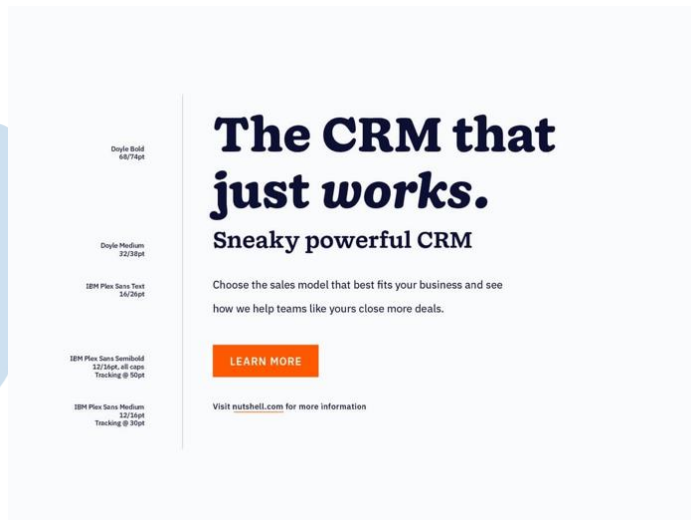 Doyle Bold
68/74pt
The CRM that
just works.
Doyle Medium
32/38pt
Sneaky powerful CRM
IBM Plex Sans Text
16/26pt
Choose the sales model that best fits your business and see
how we help teams like yours close more deals.
IBM Plex Sans Semibold
12/16pt, all caps
Tracking @ 50pt
LEARN MORE
IBM Plex Sans Medium
12/16pt
Tracking @ 30pt
Visit nutshell.com for more information